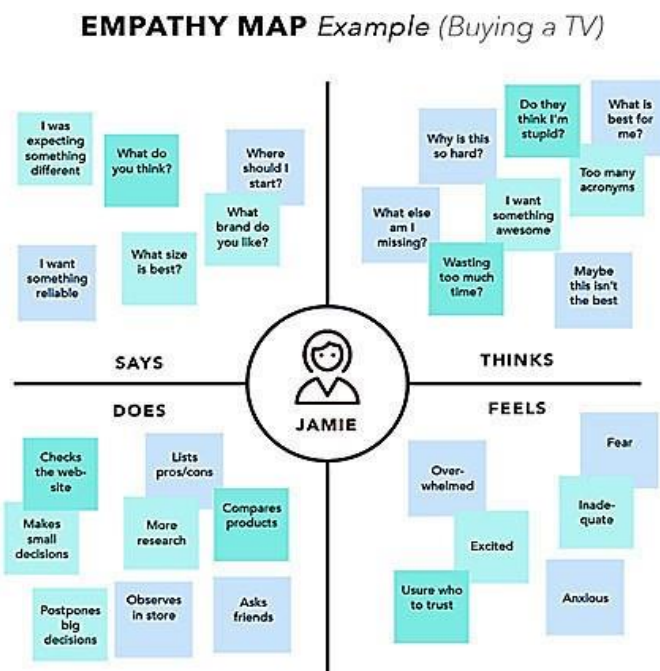 EMPATHY MAP Example (Buying a TV)
I was
expecting
something
different
What do
you think?
Where
should I
start?
What
brand do
you like?
I want
something
reliable
What size
is best?
SAYS
Why is this
so hard?
Do they
think I'm
stupid?
What is
best for
me?
Too many
acronyms
What else
am I
missing?
I want
something
awesome
Wasting
too much
time?
Maybe
this isn't
the best
THINKS
JAMIE
DOES
Checks
the web-
site
Lists
pros/cons
Compares
products
Makes
small
decisions
More
research
Postpones
big
decisions
Observes
in store
Asks
friends
FEELS
Over-
whelmed
Fear
Inade-
quate
Excited
Usure who
to trust
Anxious